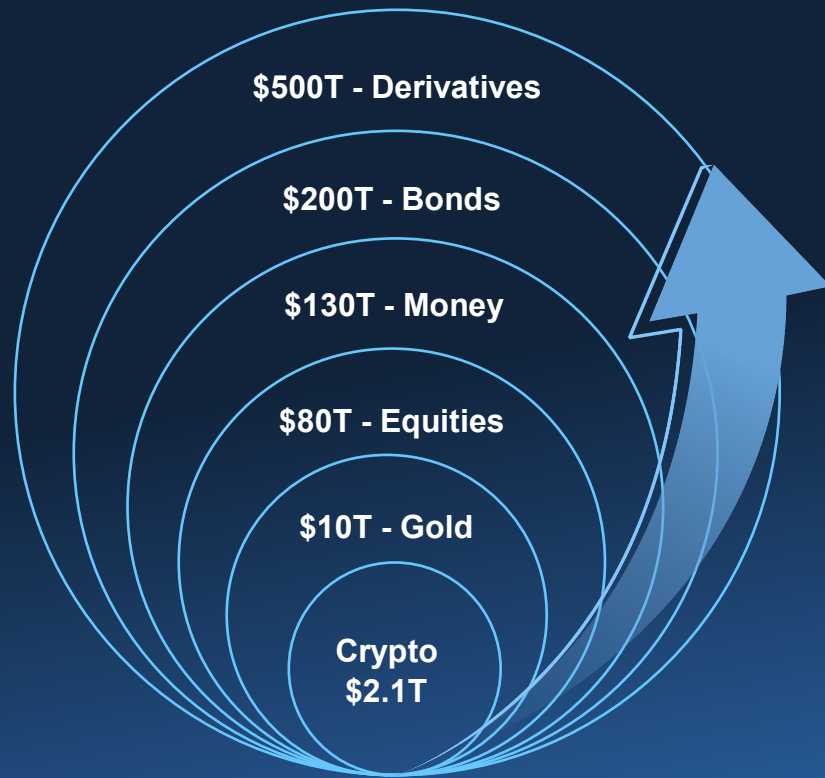 $500T - Derivatives
$200T - Bonds
$130T - Money
$80T - Equities
$10T - Gold
Crypto
$2.1T